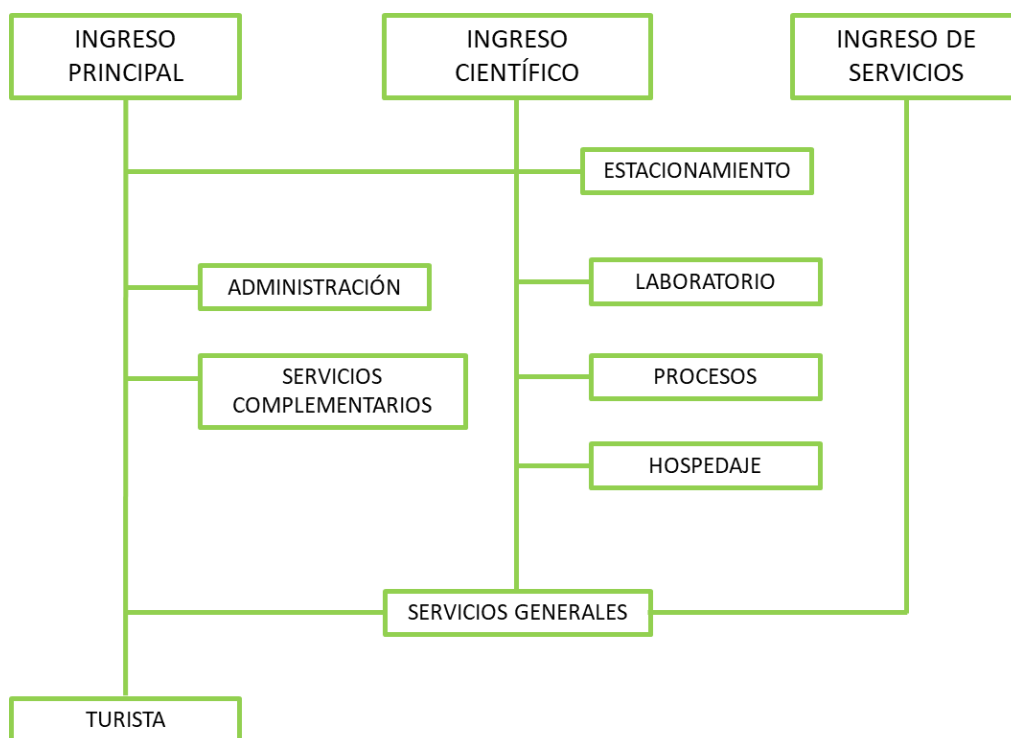 INGRESO
PRINCIPAL
INGRESO
CIENTÍFICO
INGRESO DE
SERVICIOS
ESTACIONAMIENTO
ADMINISTRACIÓN
LABORATORIO
SERVICIOS
COMPLEMENTARIOS
PROCESOS
HOSPEDAJE
SERVICIOS GENERALES
TURISTA